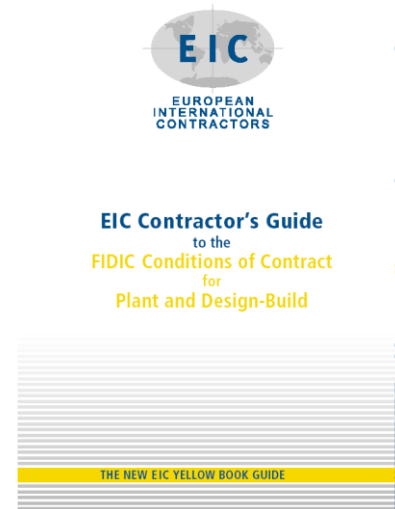 EIC
EUROPEAN
INTERNATIONAL
CONTRACTORS
EIC Contractor's Guide
to the
FIDIC Conditions of Contract
for
Plant and Design-Build
THE NEW EIC YELLOW BOOK GUIDE